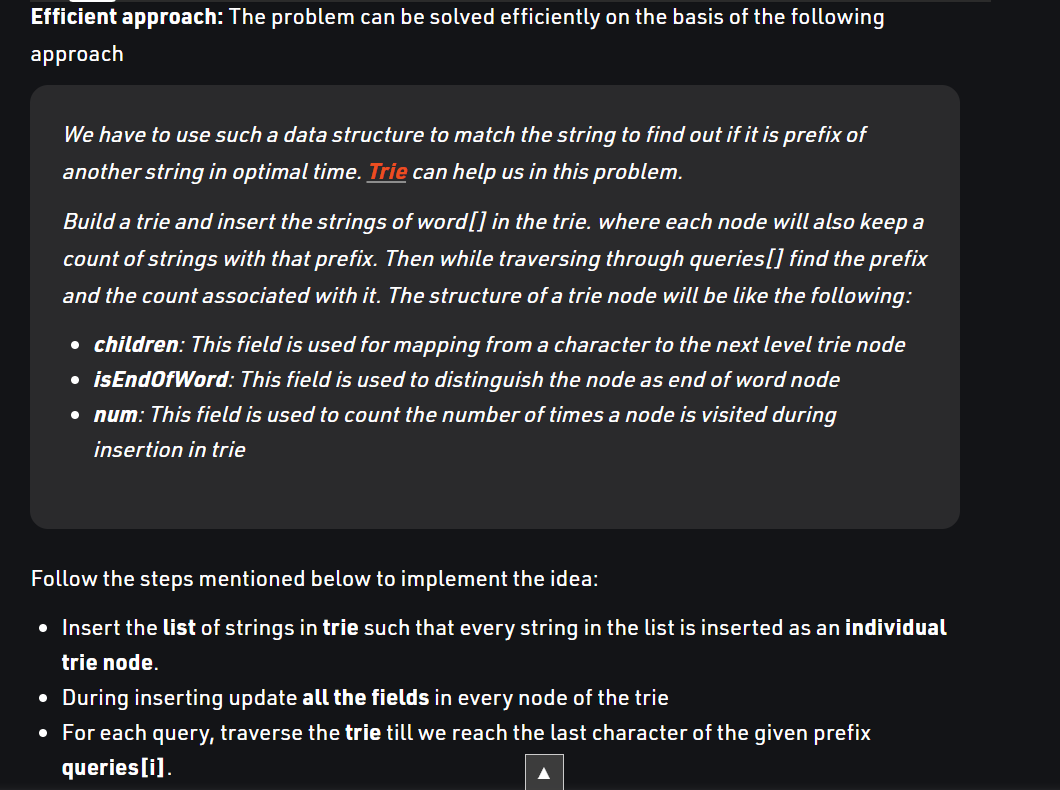 Efficient approach: The problem can be solved efficiently on the basis of the following
approach
We have to use such a data structure to match the string to find out if it is prefix of
another string in optimal time. Trie can help us in this problem.
Build a trie and insert the strings of word[] in the trie. where each node will also keep a
count of strings with that prefix. Then while traversing through queries[] find the prefix
and the count associated with it. The structure of a trie node will be like the following:
• children: This field is used for mapping from a character to the next level trie node
• isEndOfWord: This field is used to distinguish the node as end of word node
• num: This field is used to count the number of times a node is visited during
insertion in trie
Follow the steps mentioned below to implement the idea:
• Insert the list of strings in trie such that every string in the list is inserted as an individual
trie node.
• During inserting update all the fields in every node of the trie
• For each query, traverse the trie till we reach the last character of the given prefix
queries[i].